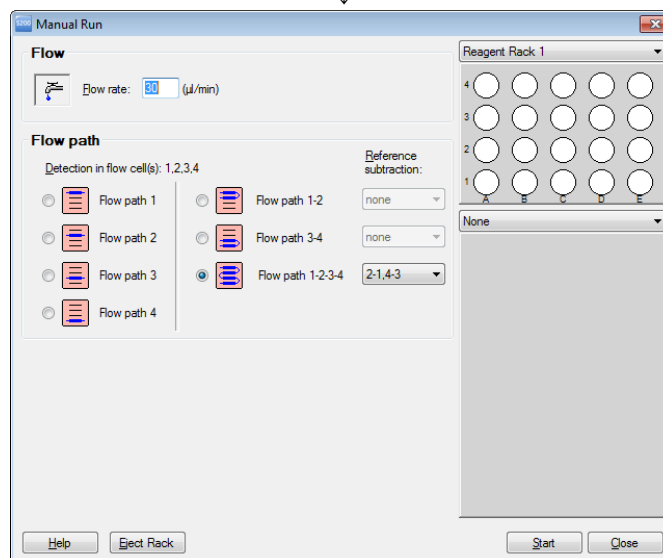 S200 Manual Run
Flow
Flow rate: 30 (µl/min)
Flow path
Detection in flow cell(s): 1,2,3,4
Reference subtraction:
Flow path 1
Flow path 1-2
none
Flow path 2
Flow path 3-4
none
Flow path 3
Flow path 1-2-3-4
2-1,4-3
Flow path 4
Reagent Rack 1
4
3
2
1
A B C D E
None
Help
Eject Rack
Start
Close